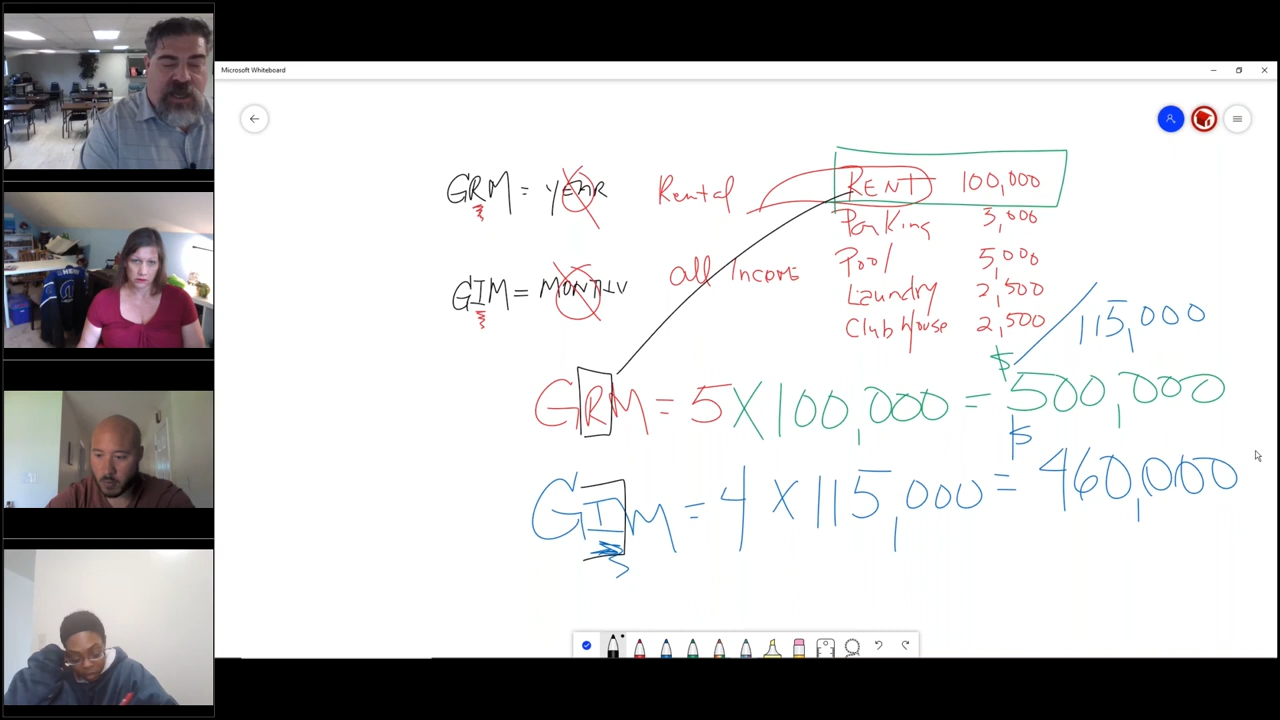 Microsoft Whiteboard
GRM = YEAR Rental
RENT 100,000
Parking 5,000
Pool 5,000
Laundry 2,500
Club House 2,500
GIM = MONTHLY all Income
115,000
GRM = 5 X 100,000 = $500,000
GIM = 4 X 115,000 = $460,000